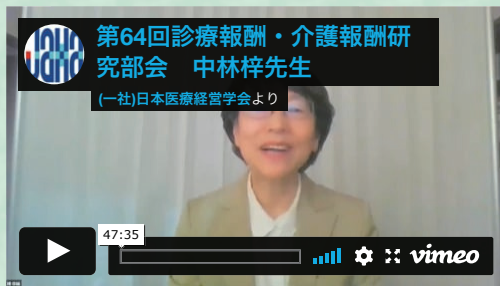 第64回診療報酬・介護報酬研
究部会　中林梓先生
(一社)日本医療経営学会より
47:35
vimeo